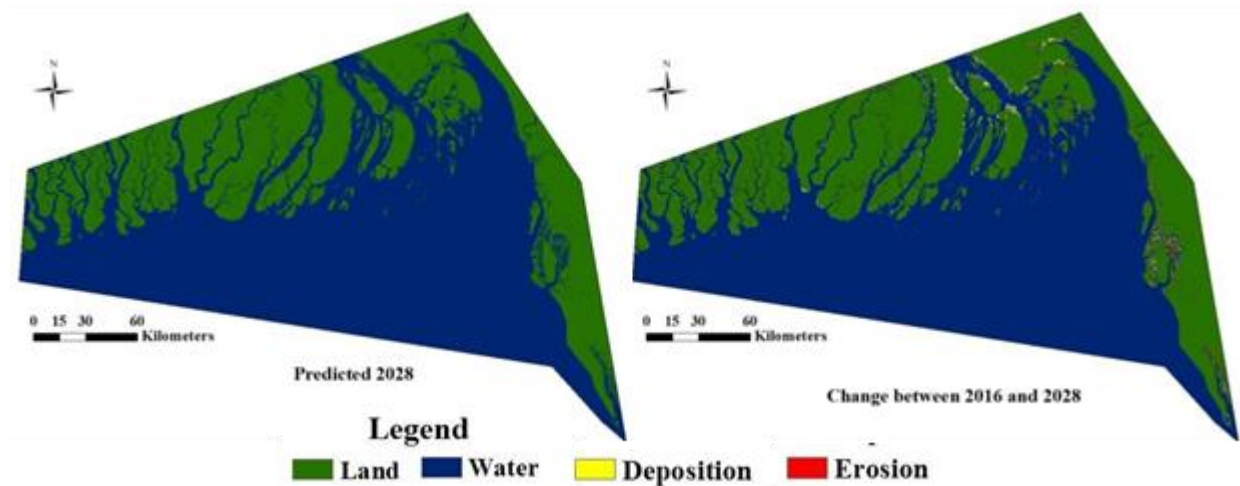 N
N
0 15 30 60
Kilometers
0 15 30 60
Kilometers
Predicted 2028
Change between 2016 and 2028
Legend
Land Water Deposition Erosion